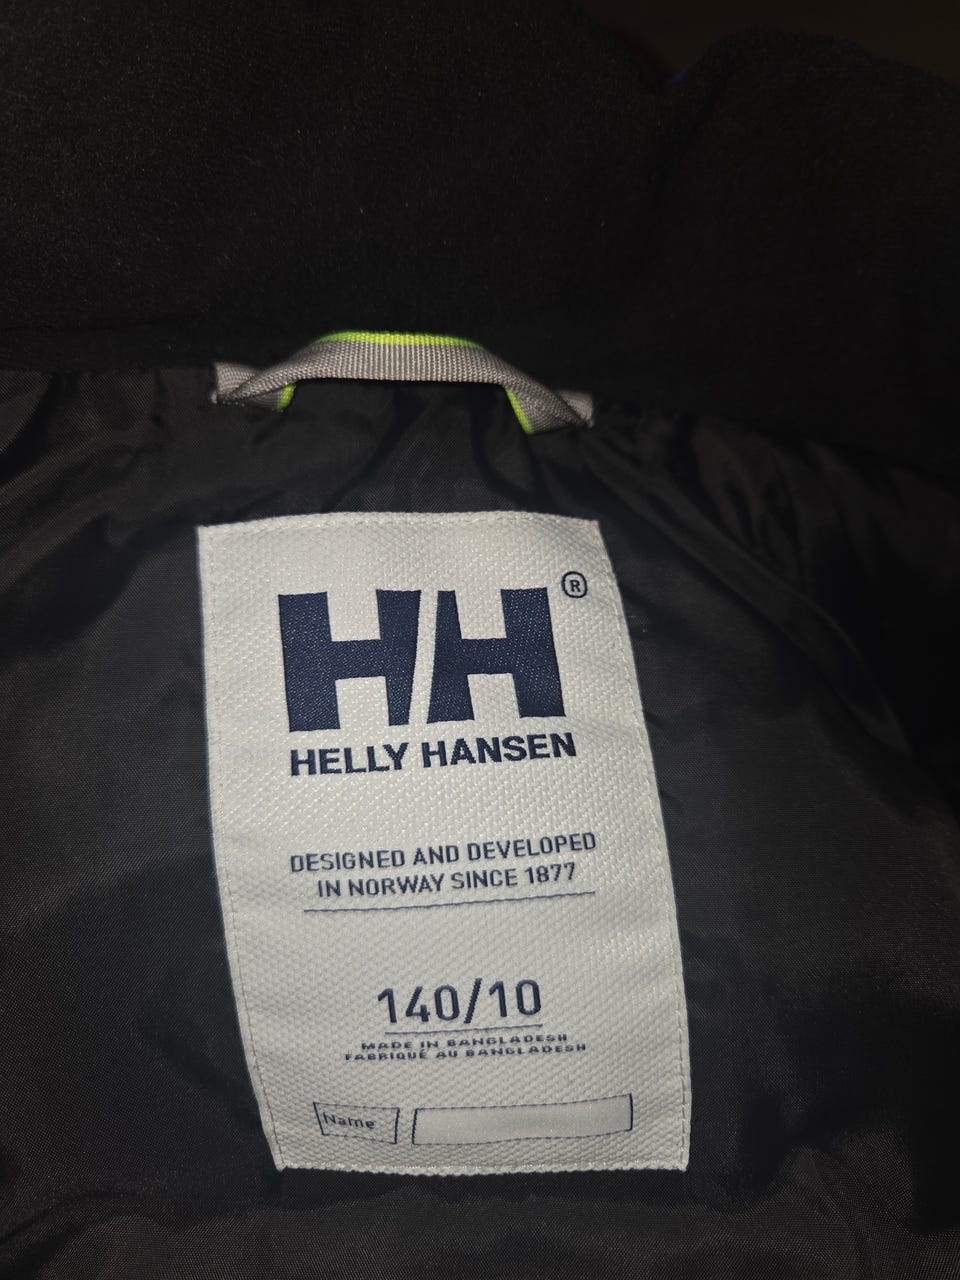 HH®
HELLY HANSEN
DESIGNED AND DEVELOPED
IN NORWAY SINCE 1877
140/10
MADE IN BANGLADESH
FABRIQUÉ AU BANGLADESH
Name